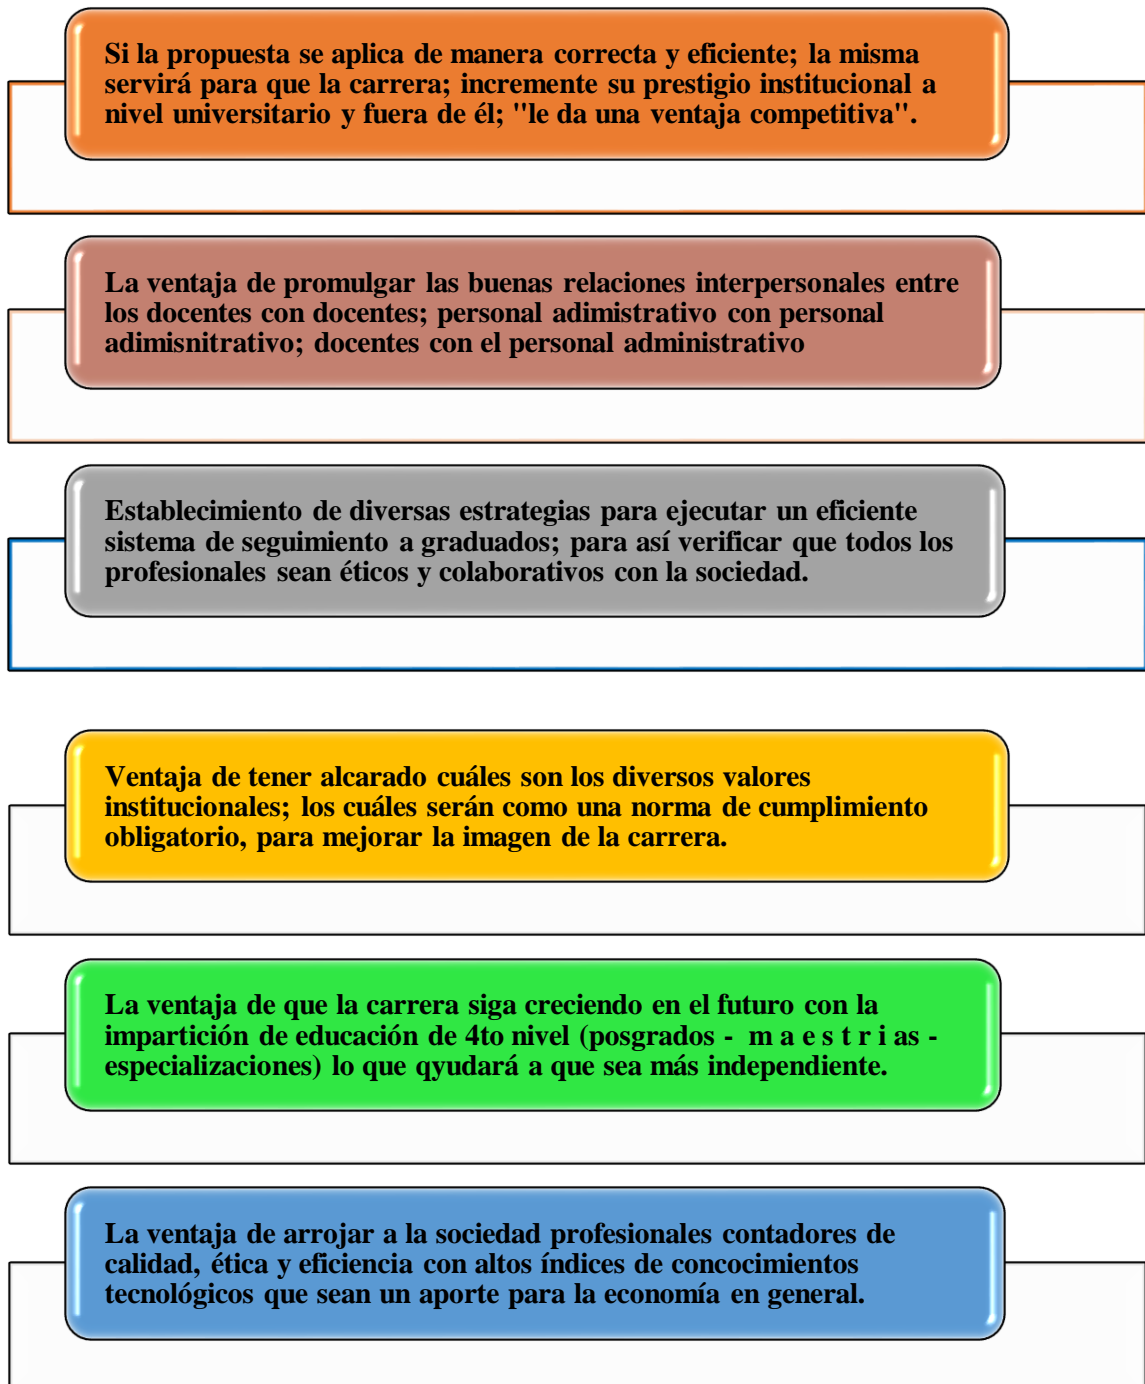 Si la propuesta se aplica de manera correcta y eficiente; la misma
servirá para que la carrera; incremente su prestigio institucional a
nivel universitario y fuera de él; "le da una ventaja competitiva".
La ventaja de promulgar las buenas relaciones interpersonales entre
los docentes con docentes; personal adimistrativo con personal
adimisnitrativo; docentes con el personal administrativo
Establecimiento de diversas estrategias para ejecutar un eficiente
sistema de seguimiento a graduados; para así verificar que todos los
profesionales sean éticos y colaborativos con la sociedad.
Ventaja de tener alcarado cuáles son los diversos valores
institucionales; los cuáles serán como una norma de cumplimiento
obligatorio, para mejorar la imagen de la carrera.
La ventaja de que la carrera siga creciendo en el futuro con la
impartición de educación de 4to nivel (posgrados - m a e s t r i as -
especializaciones) lo que qyudará a que sea más independiente.
La ventaja de arrojar a la sociedad profesionales contadores de
calidad, ética y eficiencia con altos índices de concocimientos
tecnológicos que sean un aporte para la economía en general.